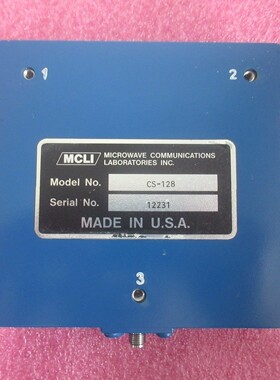 1 2
MCLI MICROWAVE COMMUNICATIONS
LABORATORIES INC.
Model No. CS-128
Serial No. 12231
MADE IN U.S.A.
3